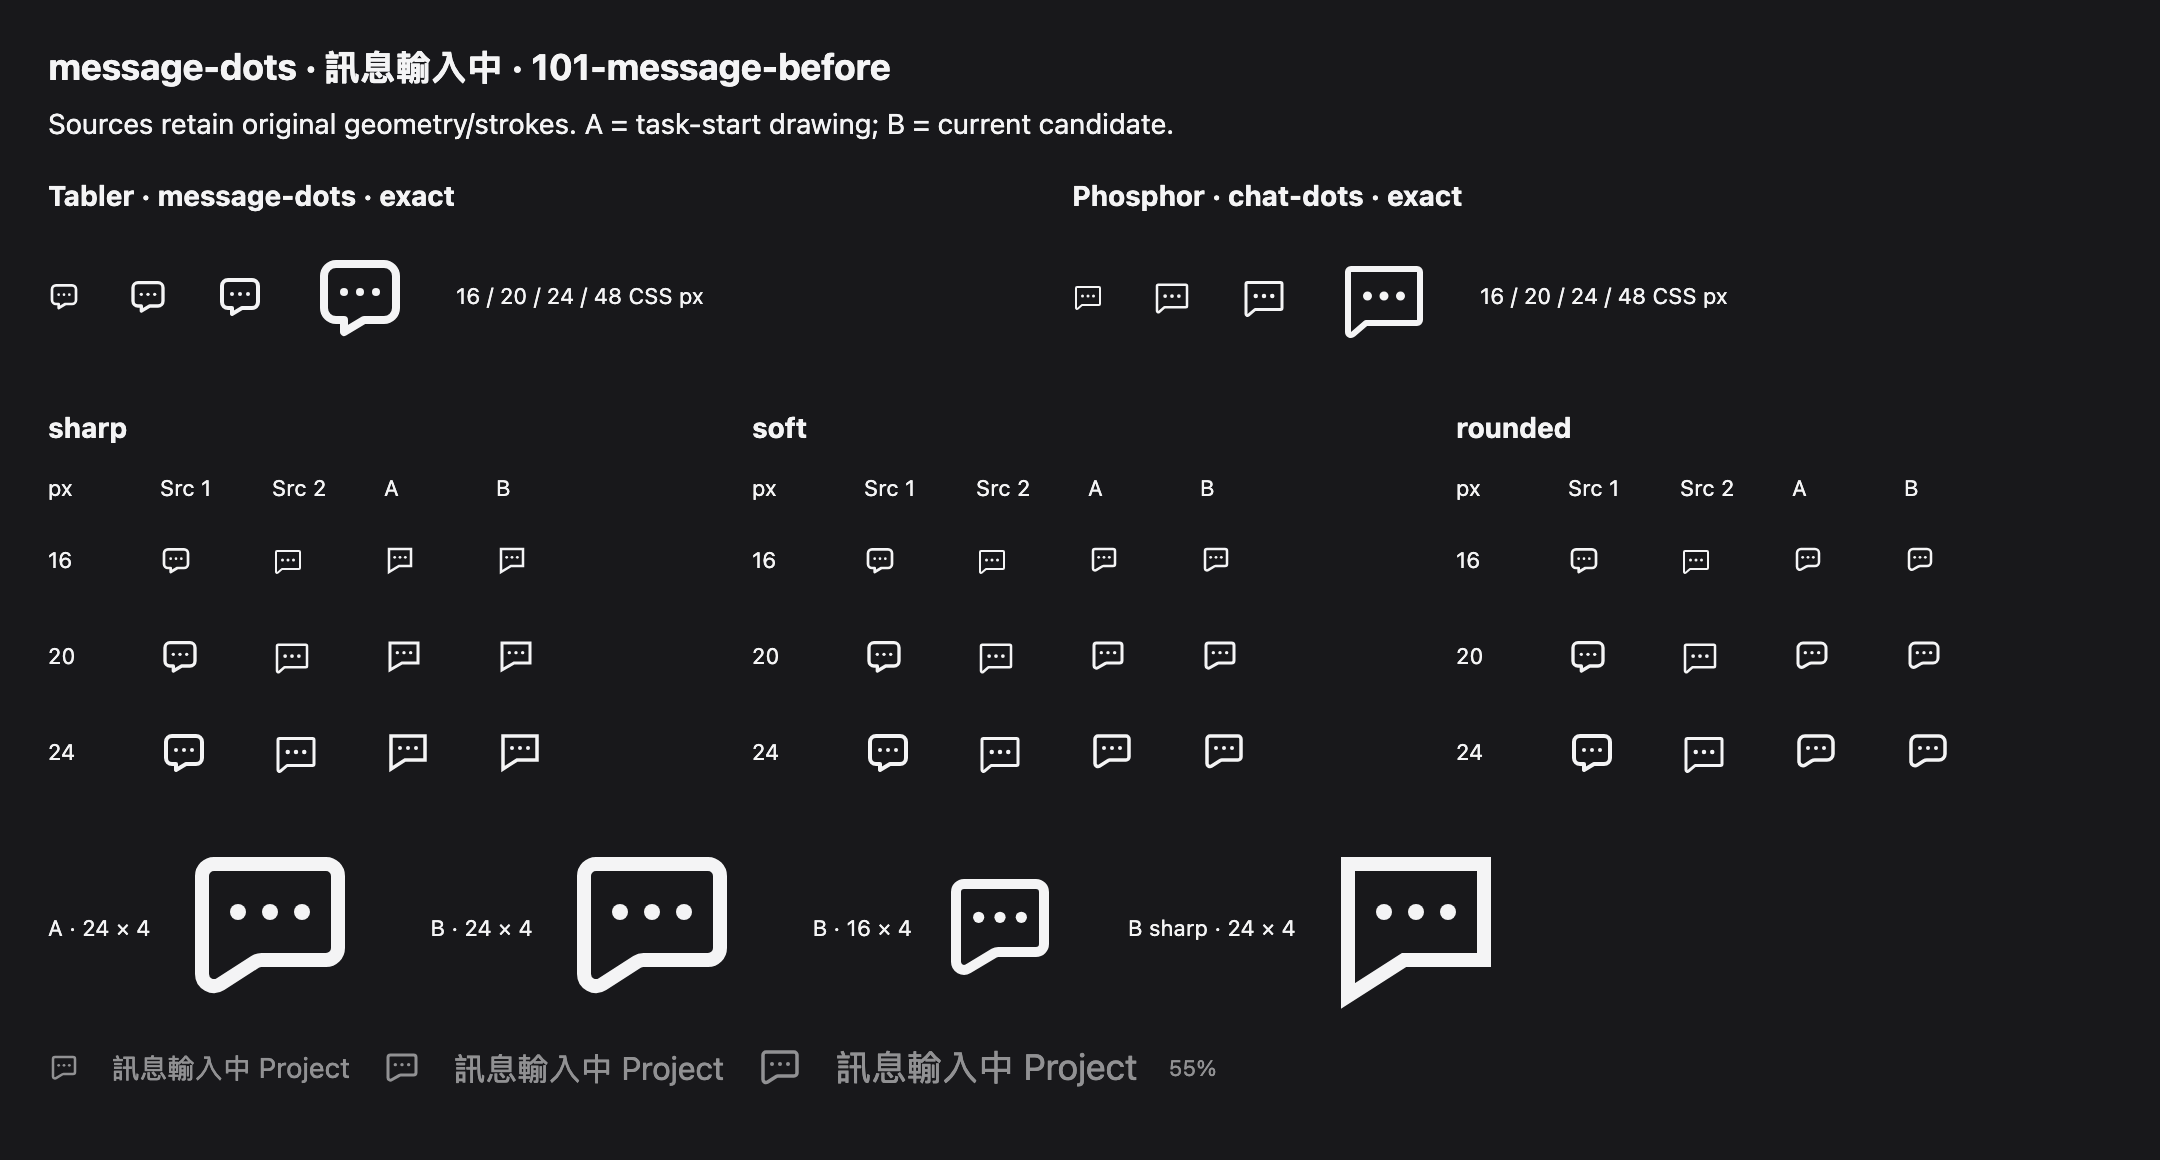 message-dots · 訊息輸入中 · 101-message-before
Sources retain original geometry/strokes. A = task-start drawing; B = current candidate.
Tabler · message-dots · exact
16 / 20 / 24 / 48 CSS px
Phosphor · chat-dots · exact
16 / 20 / 24 / 48 CSS px
sharp
px Src 1 Src 2 A B
16
20
24
soft
px Src 1 Src 2 A B
16
20
24
rounded
px Src 1 Src 2 A B
16
20
24
A · 24 × 4
B · 24 × 4
B · 16 × 4
B sharp · 24 × 4
訊息輸入中 Project
訊息輸入中 Project
訊息輸入中 Project
55%